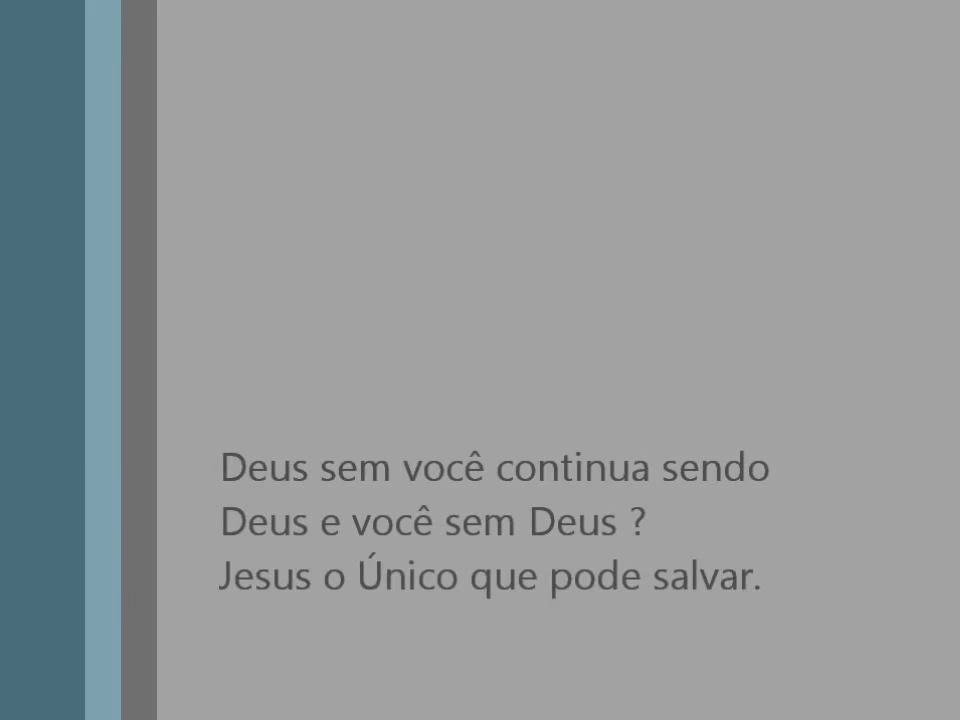 Deus sem você continua sendo
Deus e você sem Deus ?
Jesus o Único que pode salvar.